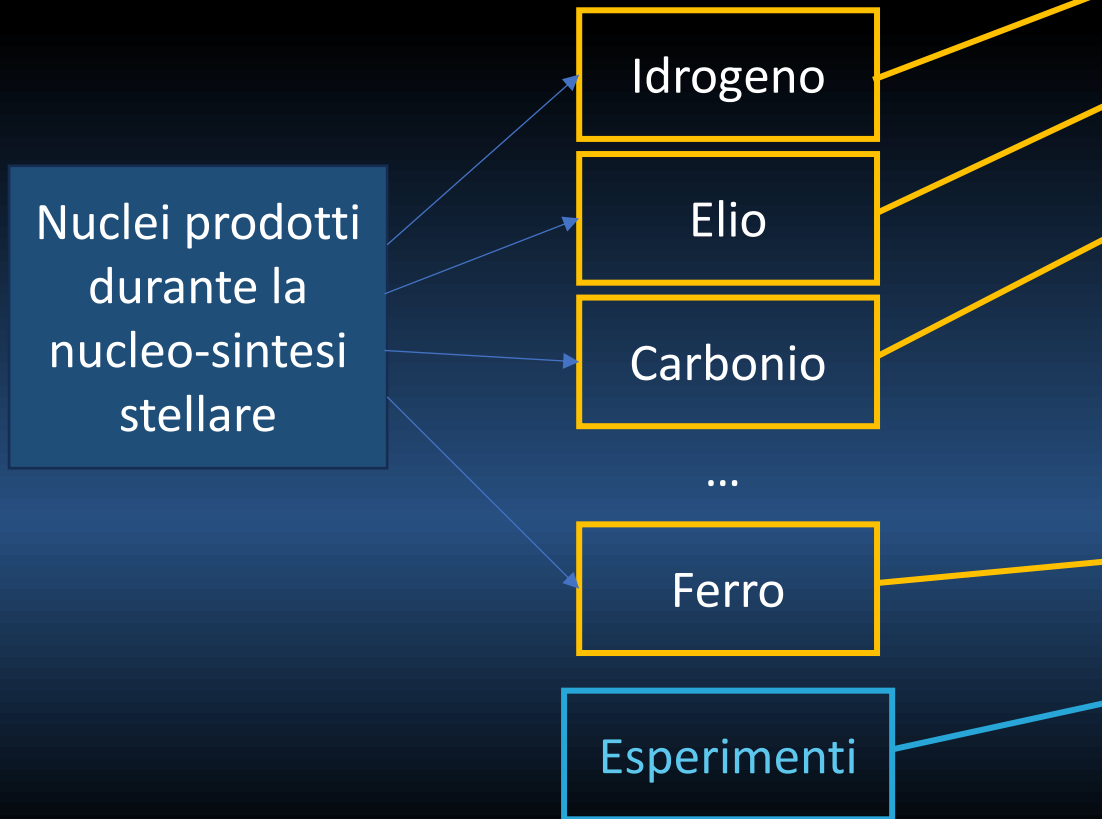 Nuclei prodotti
durante la
nucleo-sintesi
stellare
Idrogeno
Elio
Carbonio
...
Ferro
Esperimenti